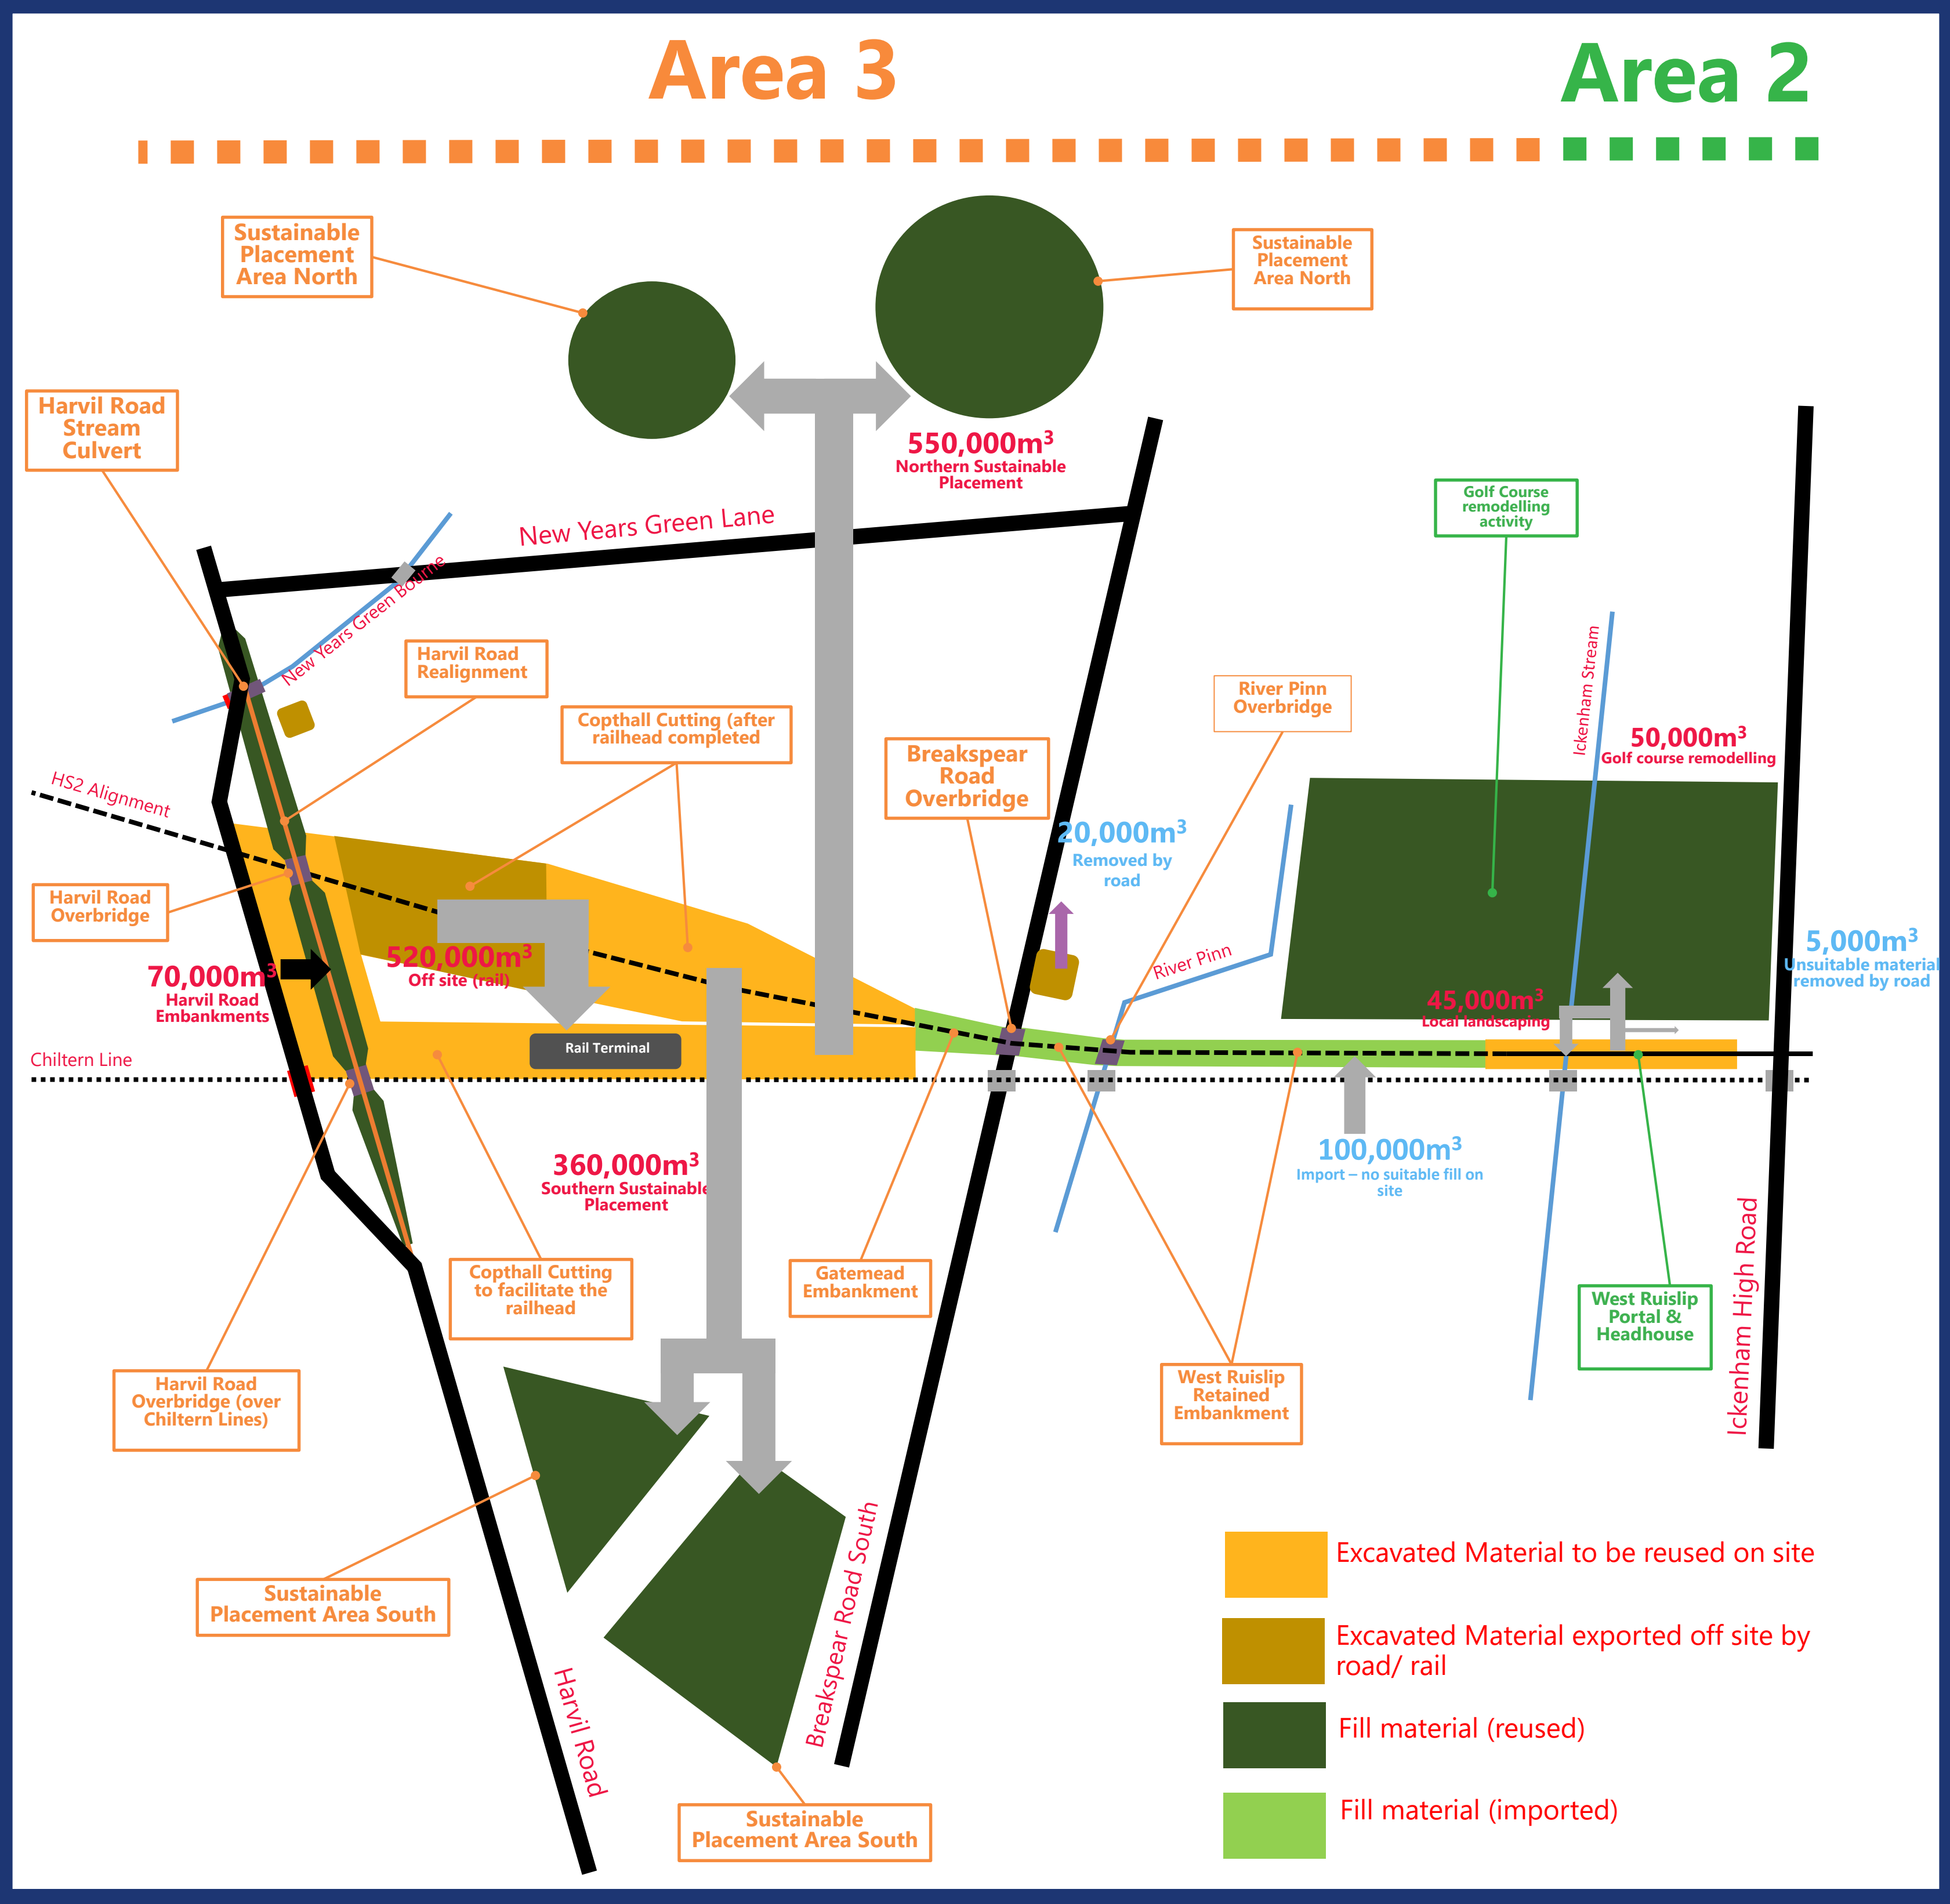 Area 3
Area 2
Sustainable
Placement
Area North
Sustainable
Placement
Area North
Harvil Road
Stream
Culvert
550,000m³
Northern Sustainable
Placement
Golf Course
remodelling
activity
New Years Green Lane
New Years Green Bourne
Harvil Road
Realignment
Copthall Cutting (after
railhead completed
River Pinn
Overbridge
Ickenham Stream
50,000m³
Golf course remodelling
Breakspear
Road
Overbridge
HS2 Alignment
20,000m³
Removed by
road
Harvil Road
Overbridge
520,000m³
Off site (rail)
70,000m³
Harvil Road
Embankments
River Pinn
5,000m³
Unsuitable material
removed by road
45,000m³
Local landscaping
Rail Terminal
Chiltern Line
360,000m³
Southern Sustainable
Placement
100,000m³
Import – no suitable fill on
site
Copthall Cutting
to facilitate the
railhead
Gatemead
Embankment
West Ruislip
Portal &
Headhouse
Ickenham High Road
Harvil Road
Overbridge (over
Chiltern Lines)
West Ruislip
Retained
Embankment
Sustainable
Placement Area South
Breakspear Road South
Harvil Road
Sustainable
Placement Area South
Excavated Material to be reused on site
Excavated Material exported off site by
road/ rail
Fill material (reused)
Fill material (imported)